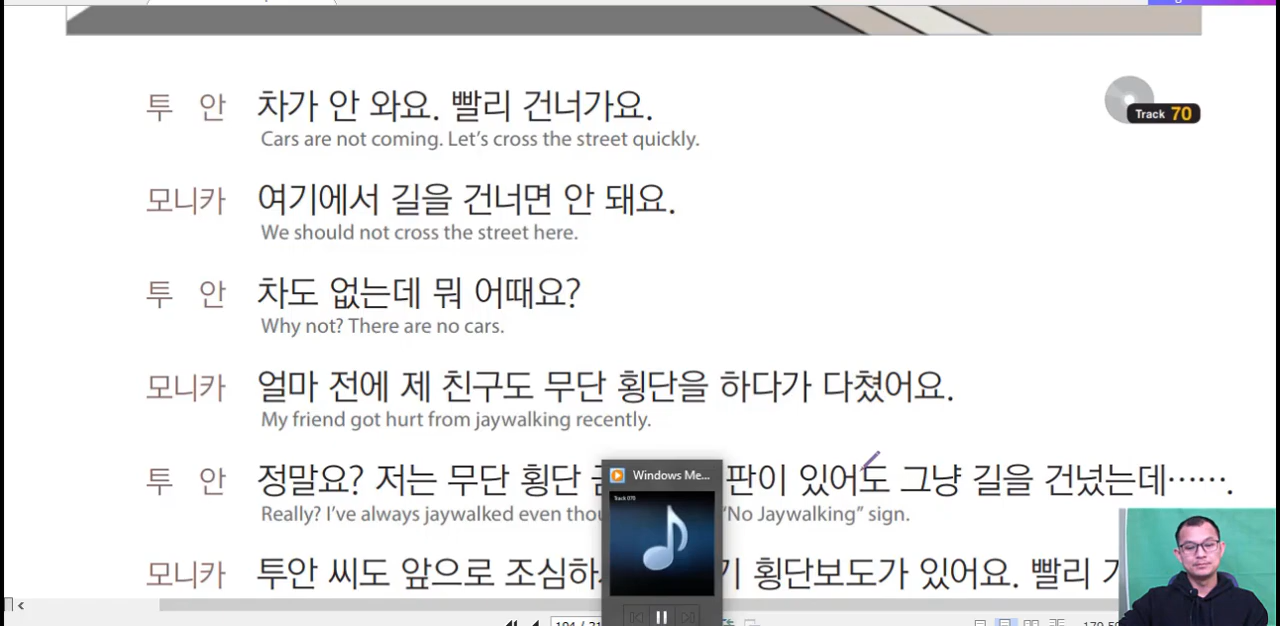 투 안 차가 안 와요. 빨리 건너가요.
Track 70
Cars are not coming. Let's cross the street quickly.
모니카 여기에서 길을 건너면 안 돼요.
We should not cross the street here.
투 안 차도 없는데 뭐 어때요?
Why not? There are no cars.
모니카 얼마 전에 제 친구도 무단 횡단을 하다가 다쳤어요.
My friend got hurt from jaywalking recently.
Windows Me...
투 안 정말요? 저는 무단 횡단 판이 있어도 그냥 길을 건넜는데…….
Track 070
Really? I've always jaywalked even "No Jaywalking" sign.
모니카 투안 씨도 앞으로 횡단보도가 있어요. 빨리